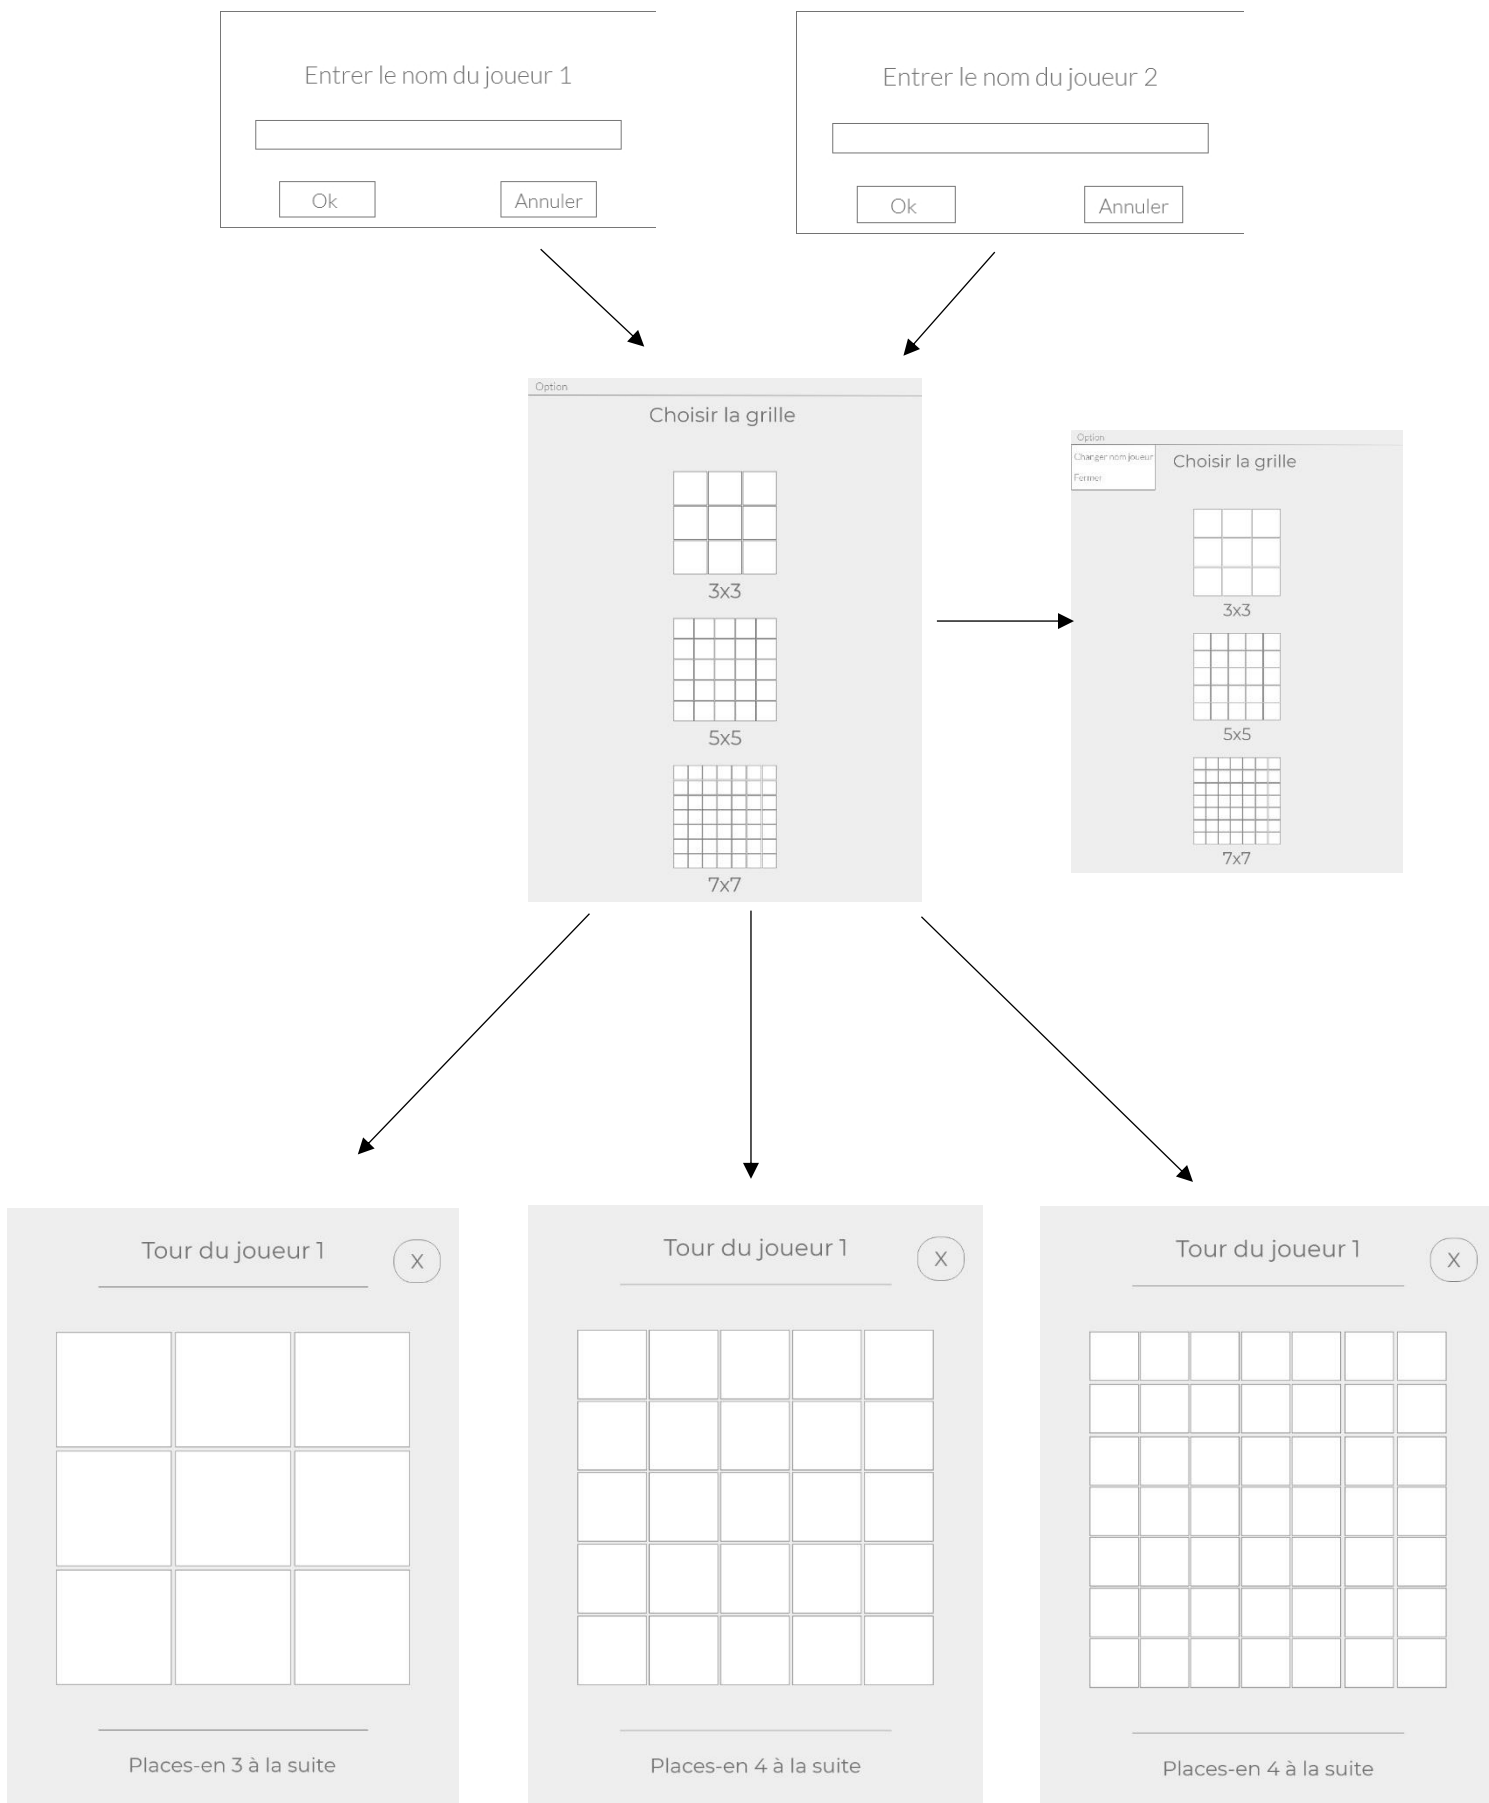 Entrer le nom du joueur 1
Ok
Annuler
Entrer le nom du joueur 2
Ok
Annuler
Option
Choisir la grille
3x3
5x5
7x7
Option
Changer nom joueur
Fermer
Choisir la grille
3x3
5x5
7x7
Tour du joueur 1
X
Places-en 3 à la suite
Tour du joueur 1
X
Places-en 4 à la suite
Tour du joueur 1
X
Places-en 4 à la suite